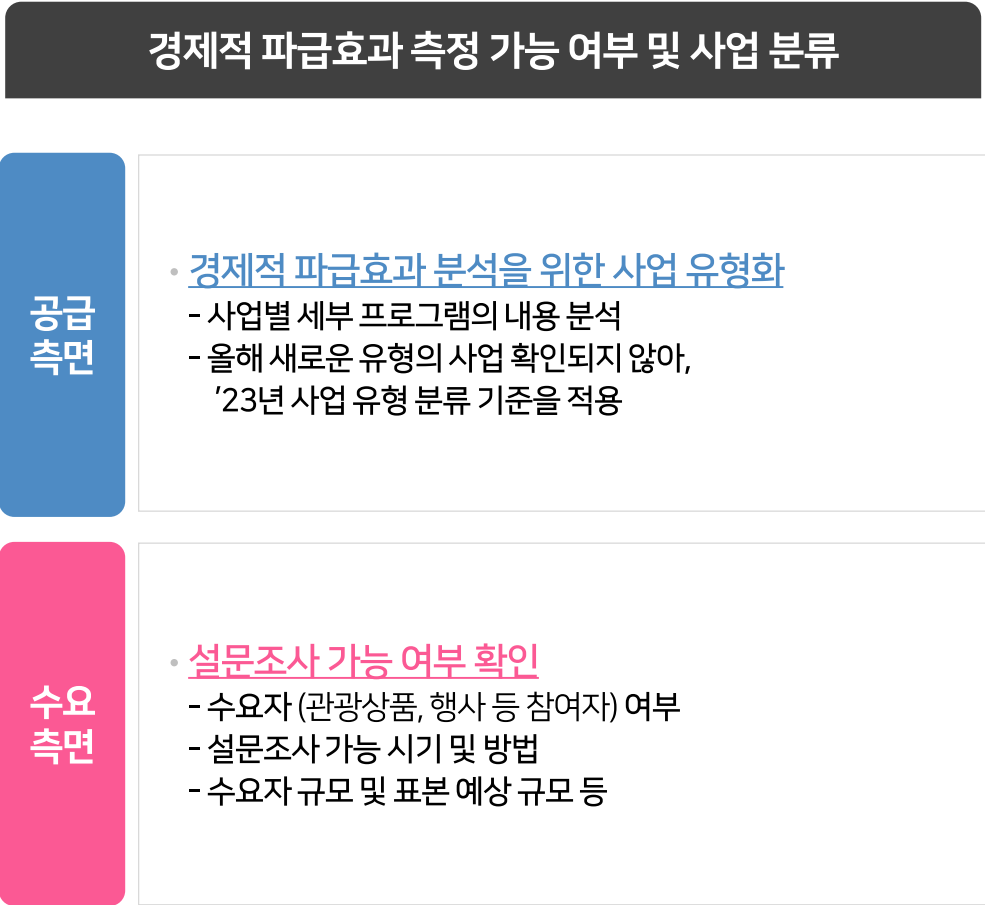 경제적 파급효과 측정 가능 여부 및 사업 분류
공급
측면
• 경제적 파급효과 분석을 위한 사업 유형화
- 사업별 세부 프로그램의 내용 분석
- 올해 새로운 유형의 사업 확인되지 않아,
’23년 사업 유형 분류 기준을 적용
수요
측면
• 설문조사 가능 여부 확인
- 수요자 (관광상품, 행사 등 참여자) 여부
- 설문조사 가능 시기 및 방법
- 수요자 규모 및 표본 예상 규모 등